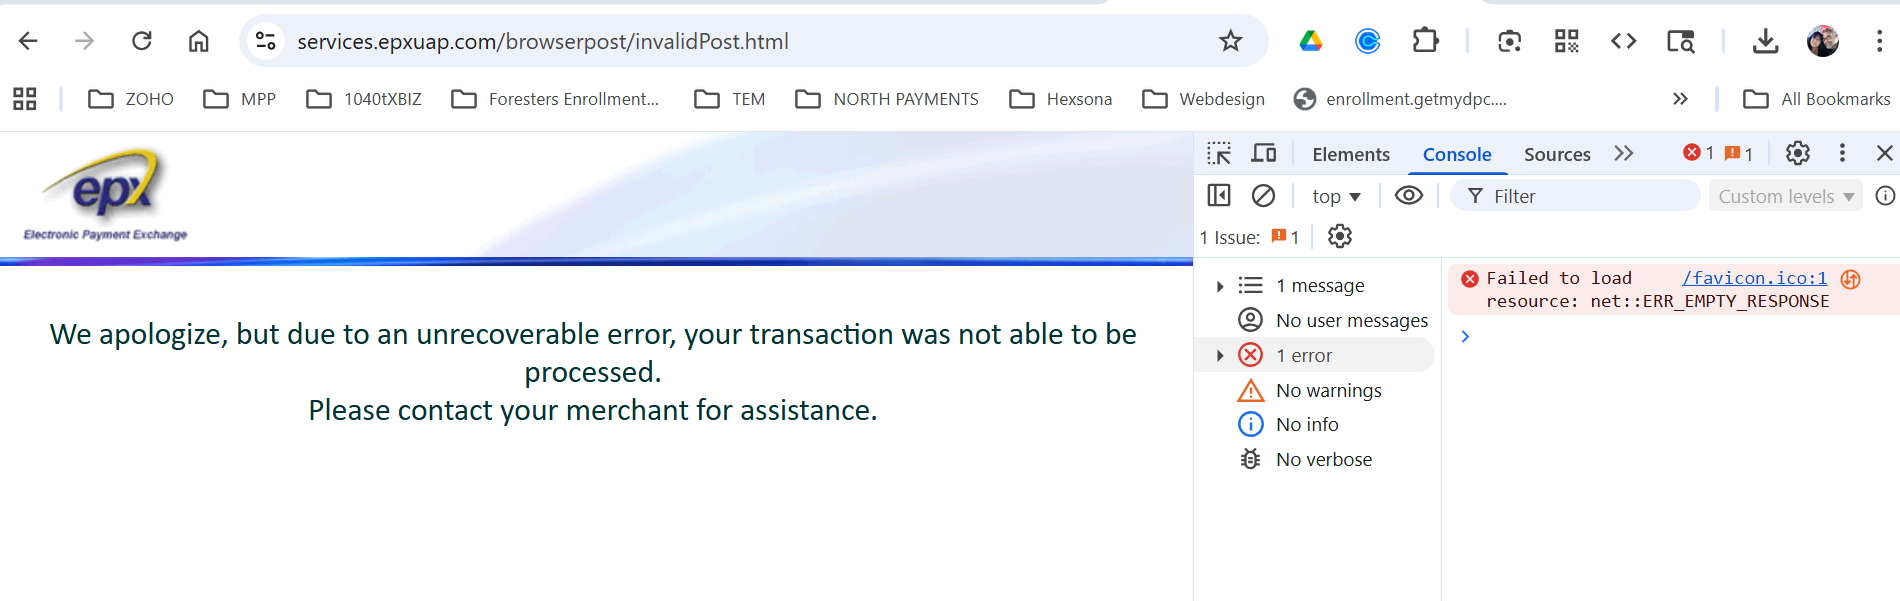 services.epxuap.com/browserpost/invalidPost.html
ZOHO MPP 1040tXBIZ Foresters Enrollment... TEM NORTH PAYMENTS Hexsona Webdesign enrollment.getmydpc.... » All Bookmarks
epx
Electronic Payment Exchange
We apologize, but due to an unrecoverable error, your transaction was not able to be
processed.
Please contact your merchant for assistance.
Elements Console Sources 1 1
top Filter Custom levels
1 Issue: 1
1 message
No user messages
1 error
No warnings
No info
No verbose
Failed to load /favicon.ico:1
resource: net::ERR_EMPTY_RESPONSE